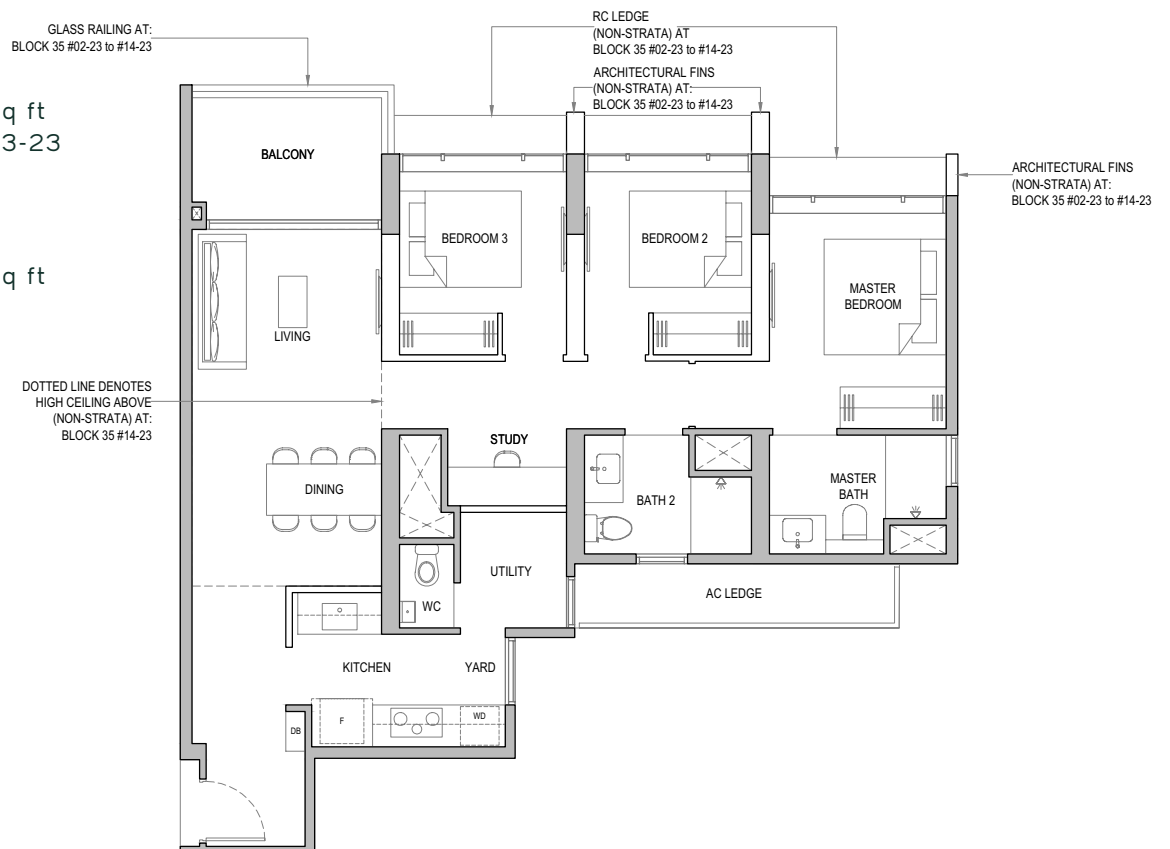 GLASS RAILING AT:
BLOCK 35 #02-23 to #14-23
RC LEDGE
(NON-STRATA) AT
BLOCK 35 #02-23 to #14-23
ARCHITECTURAL FINS
(NON-STRATA) AT:
BLOCK 35 #02-23 to #14-23
q ft
3-23
BALCONY
ARCHITECTURAL FINS
(NON-STRATA) AT:
BLOCK 35 #02-23 to #14-23
q ft
BEDROOM 3
BEDROOM 2
MASTER
BEDROOM
LIVING
DOTTED LINE DENOTES
HIGH CEILING ABOVE
(NON-STRATA) AT:
BLOCK 35 #14-23
STUDY
DINING
BATH 2
MASTER
BATH
UTILITY
WC
AC LEDGE
KITCHEN
YARD
DB
F
WD